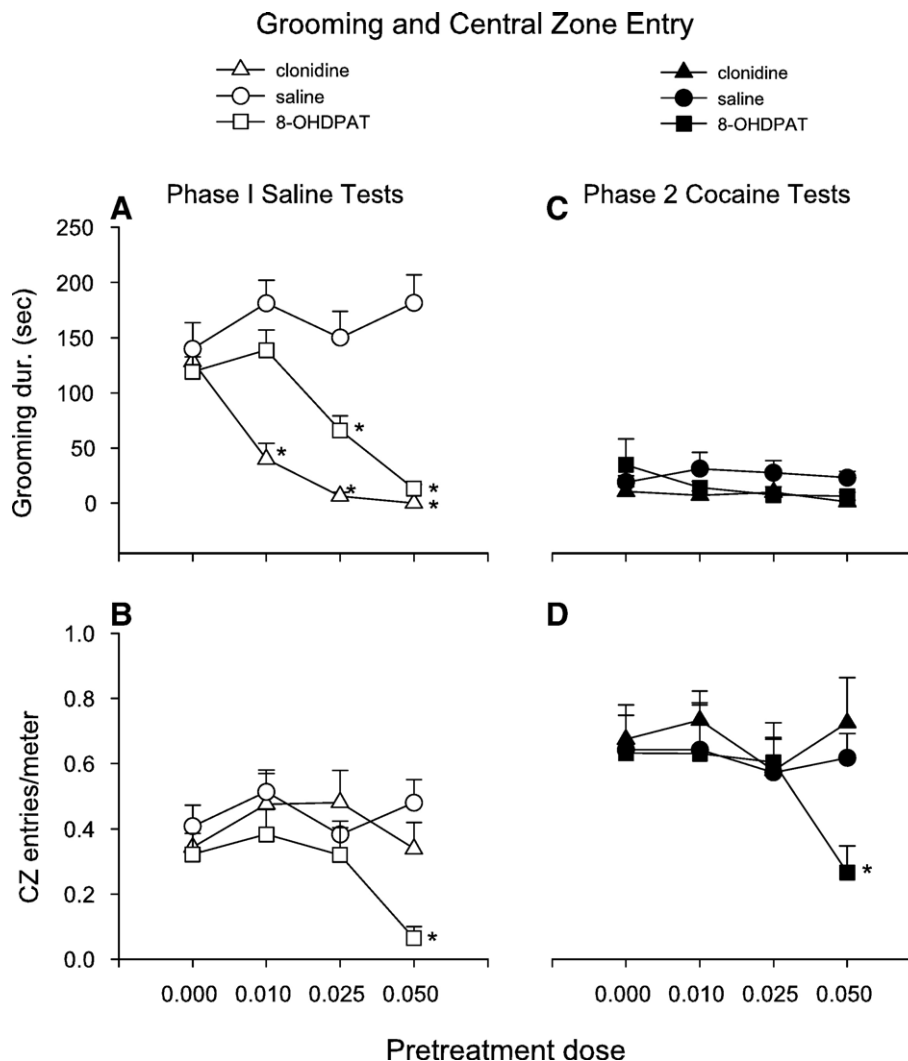 Grooming and Central Zone Entry
clonidine
saline
8-OHDPAT
clonidine
saline
8-OHDPAT
A
Phase I Saline Tests
C
Phase 2 Cocaine Tests
250
200
150
100
50
0
Grooming dur. (sec)
*
*
*
*
*
B
D
1.0
0.8
0.6
0.4
0.2
0.0
CZ entries/meter
*
*
0.000 0.010 0.025 0.050
0.000 0.010 0.025 0.050
Pretreatment dose